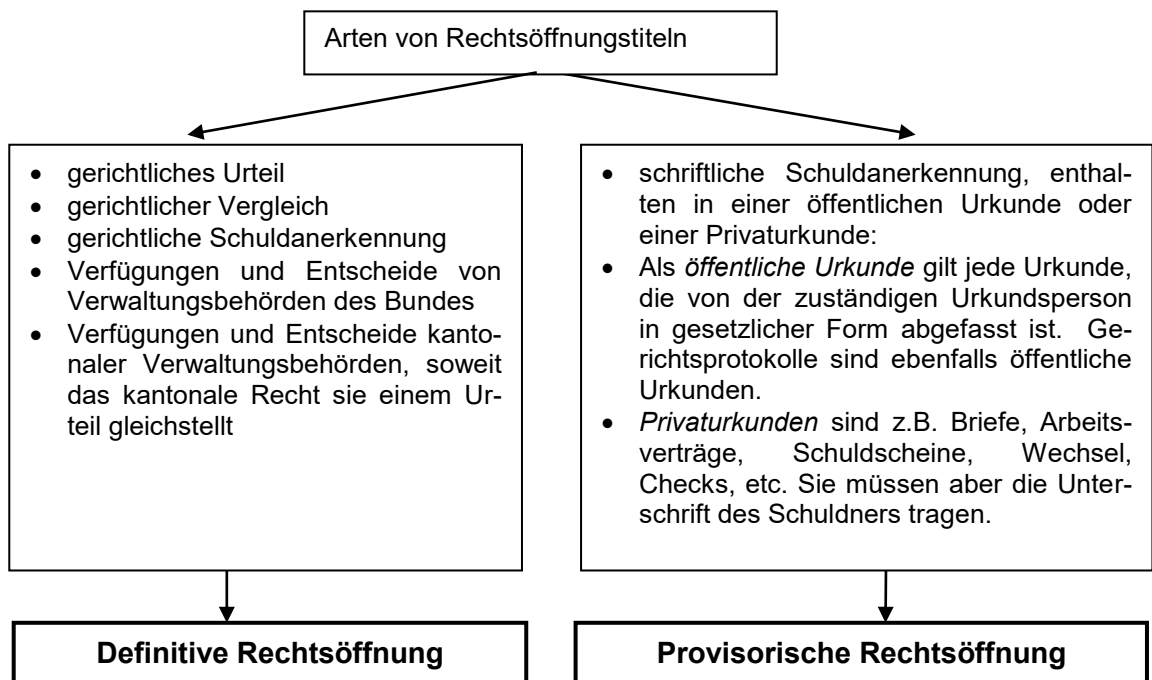 Arten von Rechtsöffnungstiteln
• gerichtliches Urteil
• gerichtlicher Vergleich
• gerichtliche Schuldanerkennung
• Verfügungen und Entscheide von
Verwaltungsbehörden des Bundes
• Verfügungen und Entscheide kanto-
naler Verwaltungsbehörden, soweit
das kantonale Recht sie einem Ur-
teil gleichstellt
• schriftliche Schuldanerkennung, enthal-
ten in einer öffentlichen Urkunde oder
einer Privaturkunde:
• Als öffentliche Urkunde gilt jede Urkunde,
die von der zuständigen Urkundsperson
in gesetzlicher Form abgefasst ist. Ge-
richtsprotokolle sind ebenfalls öffentliche
Urkunden.
• Privaturkunden sind z.B. Briefe, Arbeits-
verträge, Schuldscheine, Wechsel,
Checks, etc. Sie müssen aber die Unter-
schrift des Schuldners tragen.
Definitive Rechtsöffnung
Provisorische Rechtsöffnung